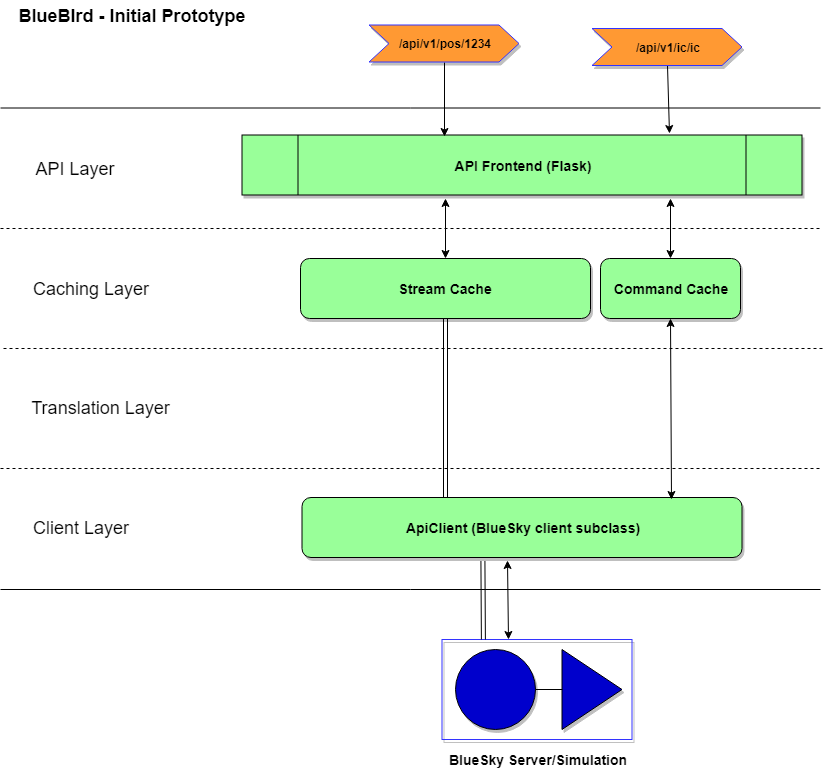 BlueBIrd - Initial Prototype
/api/v1/pos/1234
/api/v1/ic/ic
API Layer
API Frontend (Flask)
Caching Layer
Stream Cache
Command Cache
Translation Layer
Client Layer
ApiClient (BlueSky client subclass)
BlueSky Server/Simulation